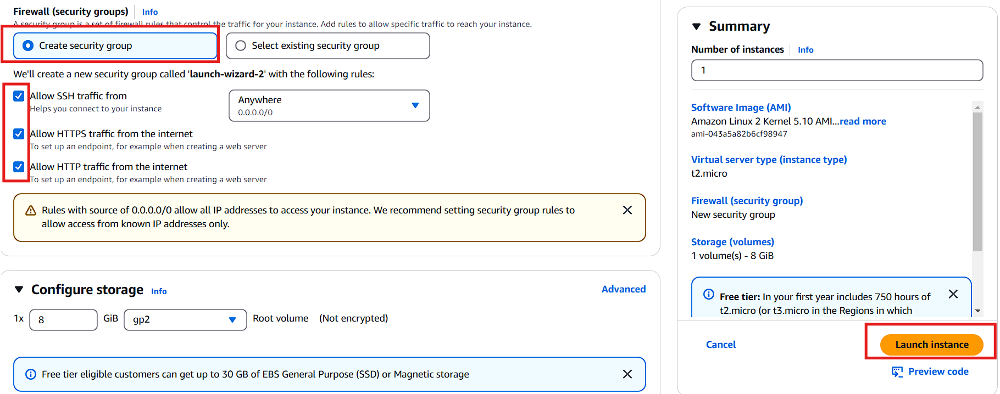 Firewall (security groups) Info
A security group is a set of firewall rules that control the traffic for your instance. Add rules to allow specific traffic to reach your instance.
Create security group
Select existing security group
We'll create a new security group called 'launch-wizard-2' with the following rules:
Allow SSH traffic from
Helps you connect to your instance
Anywhere
0.0.0.0/0
Allow HTTPS traffic from the internet
To set up an endpoint, for example when creating a web server
Allow HTTP traffic from the internet
To set up an endpoint, for example when creating a web server
Rules with source of 0.0.0.0/0 allow all IP addresses to access your instance. We recommend setting security group rules to
allow access from known IP addresses only.
Configure storage Info
Advanced
1x 8 GiB gp2 Root volume (Not encrypted)
Free tier eligible customers can get up to 30 GB of EBS General Purpose (SSD) or Magnetic storage
Summary
Number of instances Info
1
Software Image (AMI)
Amazon Linux 2 Kernel 5.10 AMI...read more
ami-043a5a82b6cf98947
Virtual server type (instance type)
t2.micro
Firewall (security group)
New security group
Storage (volumes)
1 volume(s) - 8 GiB
Free tier: In your first year includes 750 hours of
t2.micro (or t3.micro in the Regions in which
Cancel
Launch instance
Preview code